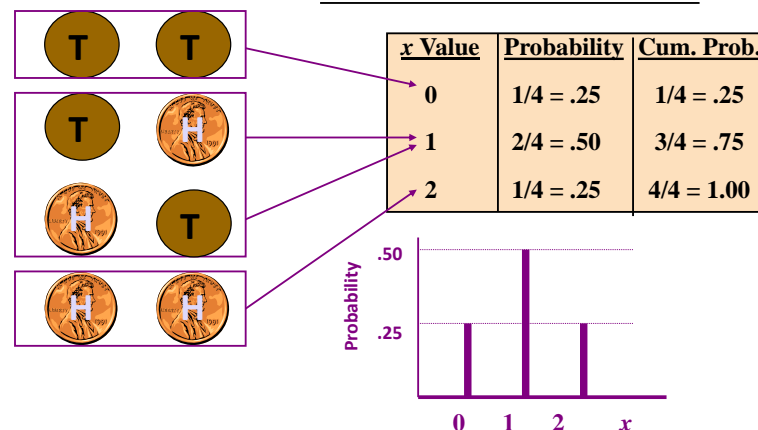 T T
T H
H T
H H
x Value Probability Cum. Prob.
0 1/4 = .25 1/4 = .25
1 2/4 = .50 3/4 = .75
2 1/4 = .25 4/4 = 1.00
.50
.25
Probability
0 1 2 x